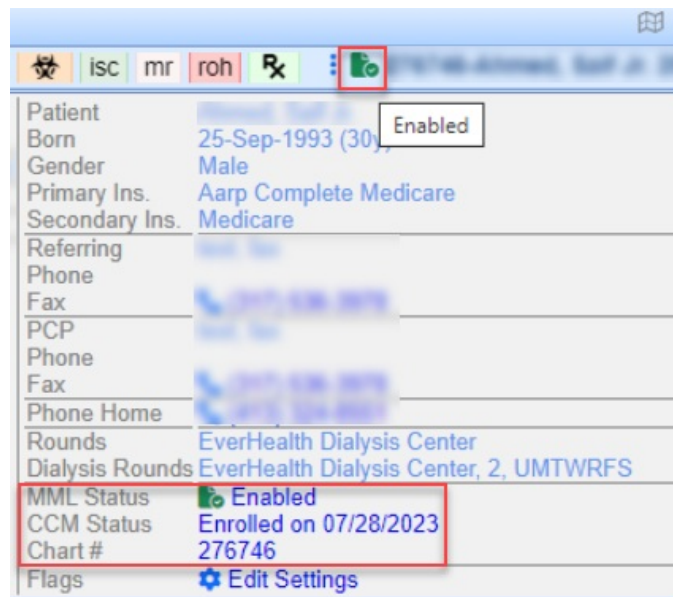 isc mr roh Rx
Enabled
Patient
Born 25-Sep-1993 (30y)
Gender Male
Primary Ins. Aarp Complete Medicare
Secondary Ins. Medicare
Referring
Phone
Fax
PCP
Phone
Fax
Phone Home
Rounds EverHealth Dialysis Center
Dialysis Rounds EverHealth Dialysis Center, 2, UMTWRFS
MML Status Enabled
CCM Status Enrolled on 07/28/2023
Chart # 276746
Flags Edit Settings